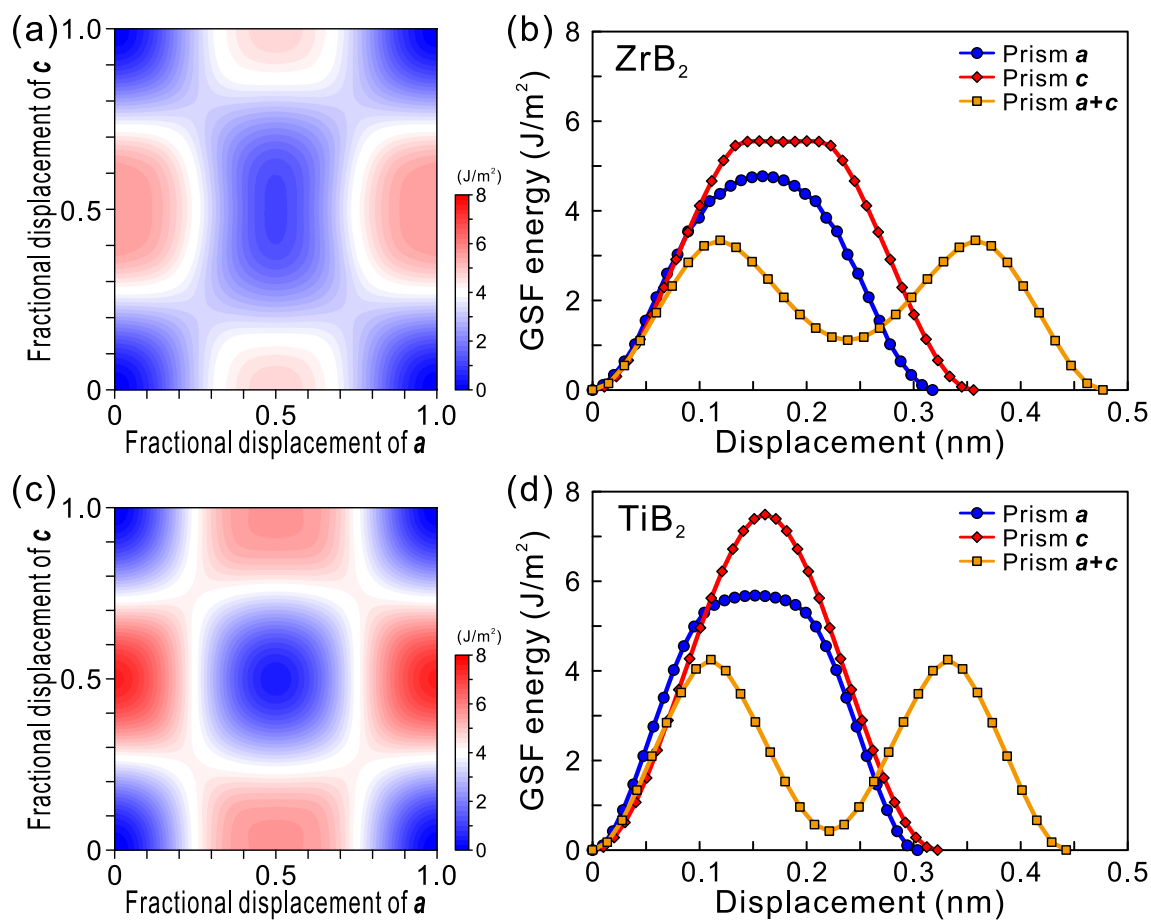 (a)
1.0
0.5
0
0
0.5
1.0
Fractional displacement of c
Fractional displacement of a
(J/m²)
8
6
4
2
0
(b)
ZrB₂
Prism a
Prism c
Prism a+c
8
6
4
2
0
0
0.1
0.2
0.3
0.4
0.5
GSF energy (J/m²)
Displacement (nm)
(c)
1.0
0.5
0
0
0.5
1.0
Fractional displacement of c
Fractional displacement of a
(J/m²)
8
6
4
2
0
(d)
TiB₂
Prism a
Prism c
Prism a+c
8
6
4
2
0
0
0.1
0.2
0.3
0.4
0.5
GSF energy (J/m²)
Displacement (nm)